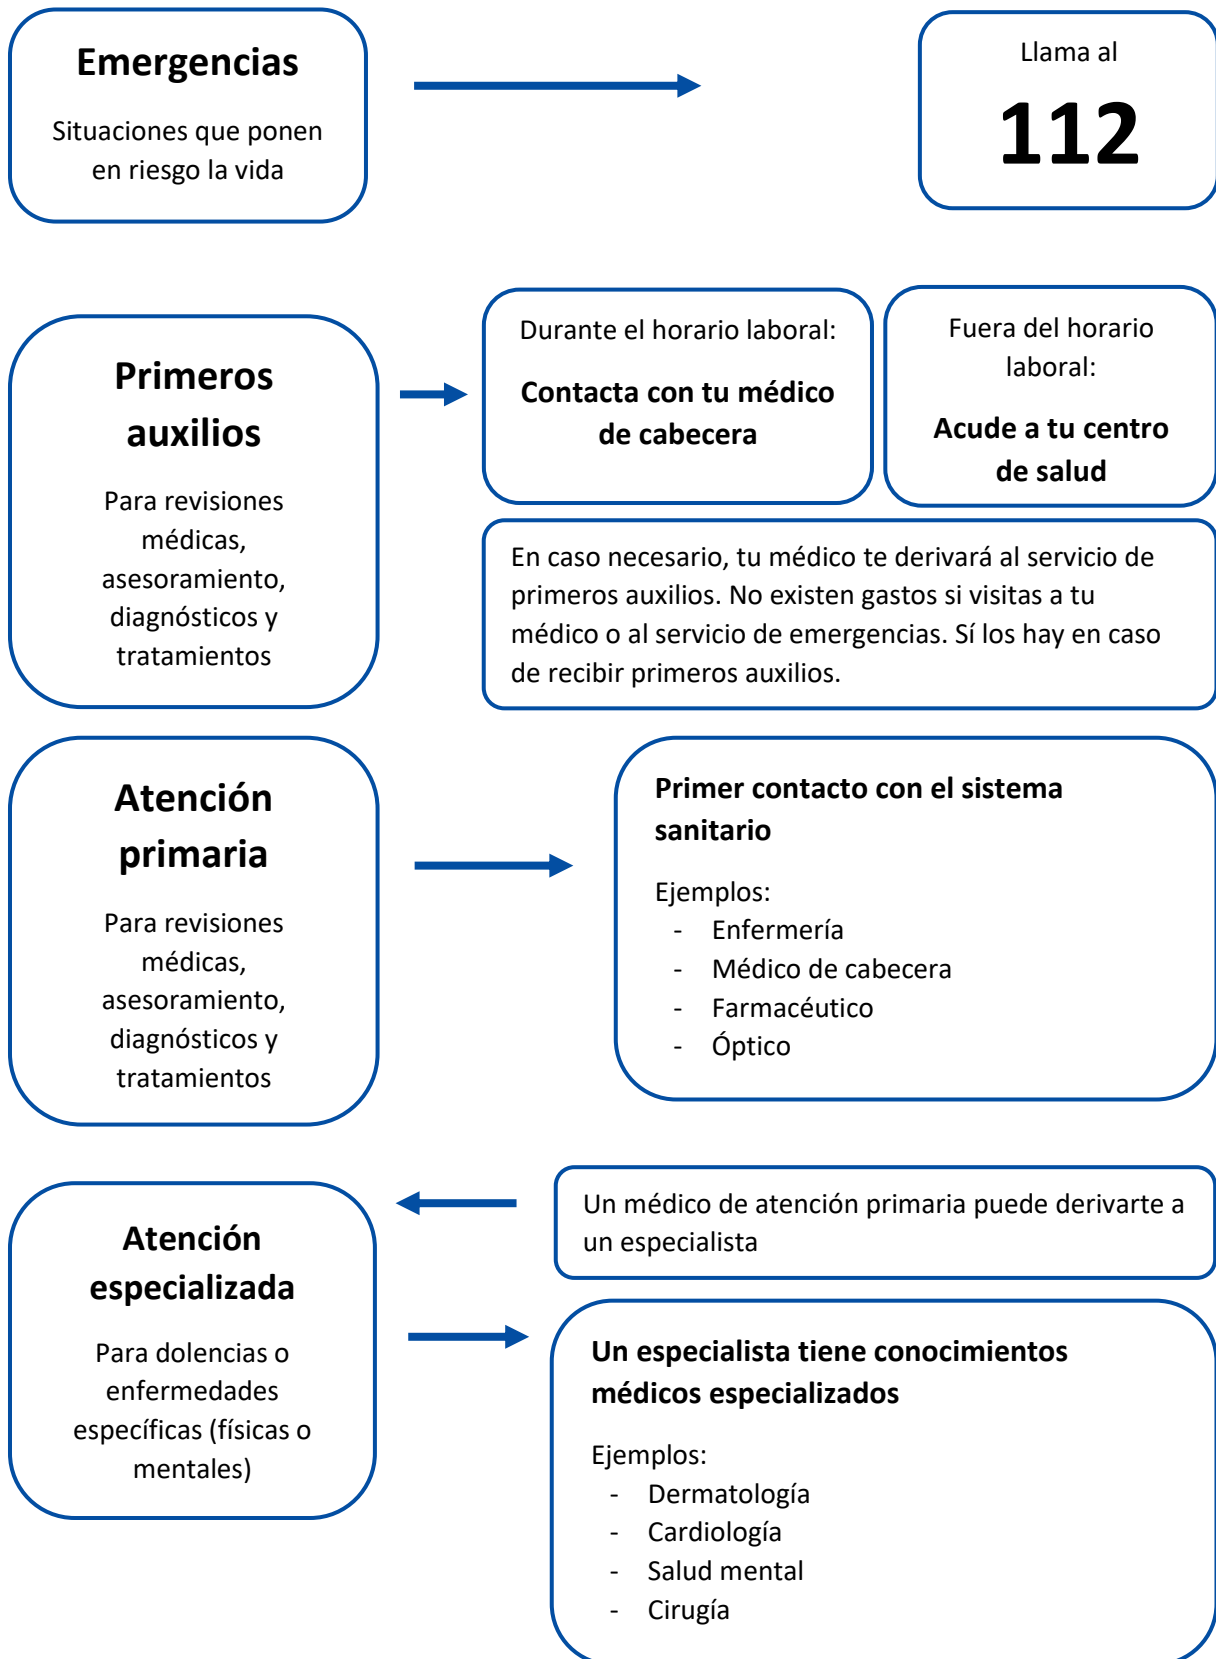 Emergencias
Situaciones que ponen
en riesgo la vida
Llama al
112
Primeros
auxilios
Para revisiones
médicas,
asesoramiento,
diagnósticos y
tratamientos
Durante el horario laboral:
Contacta con tu médico
de cabecera
Fuera del horario
laboral:
Acude a tu centro
de salud
En caso necesario, tu médico te derivará al servicio de
primeros auxilios. No existen gastos si visitas a tu
médico o al servicio de emergencias. Sí los hay en caso
de recibir primeros auxilios.
Atención
primaria
Para revisiones
médicas,
asesoramiento,
diagnósticos y
tratamientos
Primer contacto con el sistema
sanitario
Ejemplos:
- Enfermería
- Médico de cabecera
- Farmacéutico
- Óptico
Atención
especializada
Para dolencias o
enfermedades
específicas (físicas o
mentales)
Un médico de atención primaria puede derivarte a
un especialista
Un especialista tiene conocimientos
médicos especializados
Ejemplos:
- Dermatología
- Cardiología
- Salud mental
- Cirugía